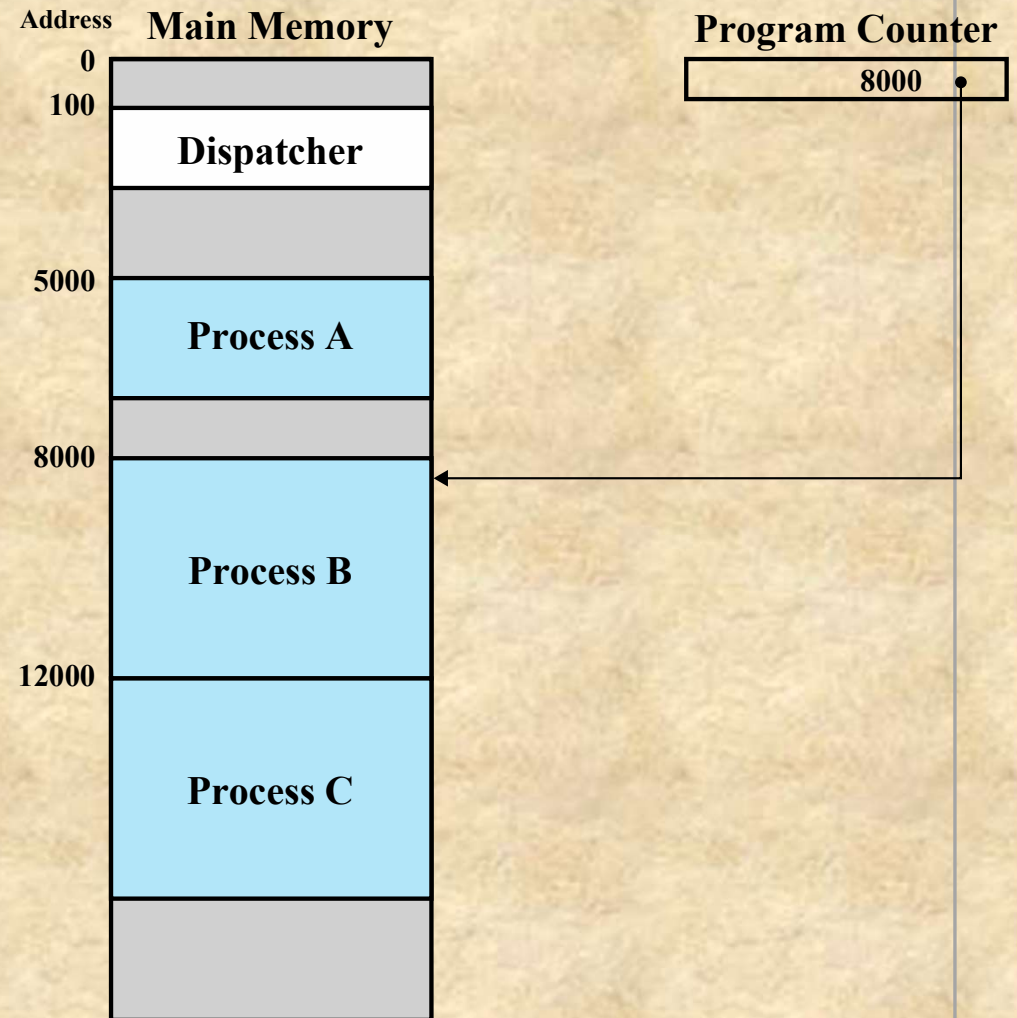 Address
Main Memory
Program Counter
0
8000
100
Dispatcher
5000
Process A
8000
Process B
12000
Process C